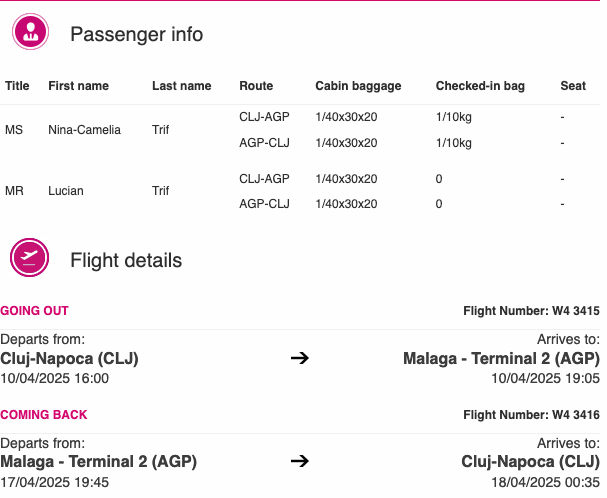 Passenger info
Title First name Last name Route Cabin baggage Checked-in bag Seat
CLJ-AGP 1/40x30x20 1/10kg -
MS Nina-Camelia Trif
AGP-CLJ 1/40x30x20 1/10kg -
CLJ-AGP 1/40x30x20 0 -
MR Lucian Trif
AGP-CLJ 1/40x30x20 0 -
Flight details
GOING OUT Flight Number: W4 3415
Departs from: Arrives to:
Cluj-Napoca (CLJ) ➔ Malaga - Terminal 2 (AGP)
10/04/2025 16:00 10/04/2025 19:05
COMING BACK Flight Number: W4 3416
Departs from: Arrives to:
Malaga - Terminal 2 (AGP) ➔ Cluj-Napoca (CLJ)
17/04/2025 19:45 18/04/2025 00:35